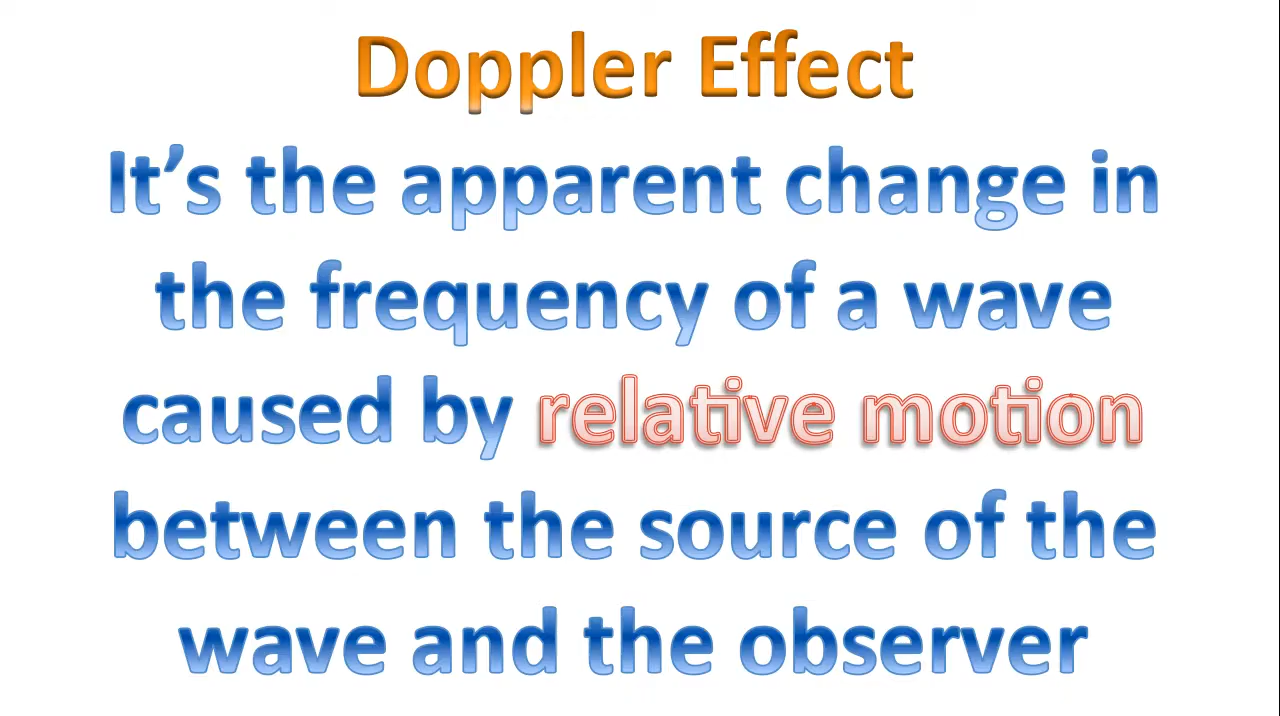 Doppler Effect
It’s the apparent change in
the frequency of a wave
caused by relative motion
between the source of the
wave and the observer